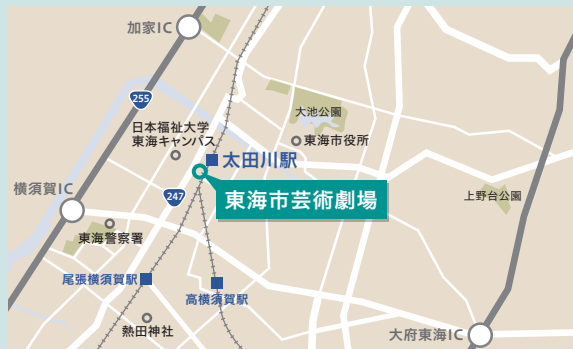 加家IC
255
大池公園
日本福祉大学
東海キャンパス
東海市役所
太田川駅
横須賀IC
247
東海市芸術劇場
上野台公園
東海警察署
尾張横須賀駅
高横須賀駅
熱田神社
大府東海IC